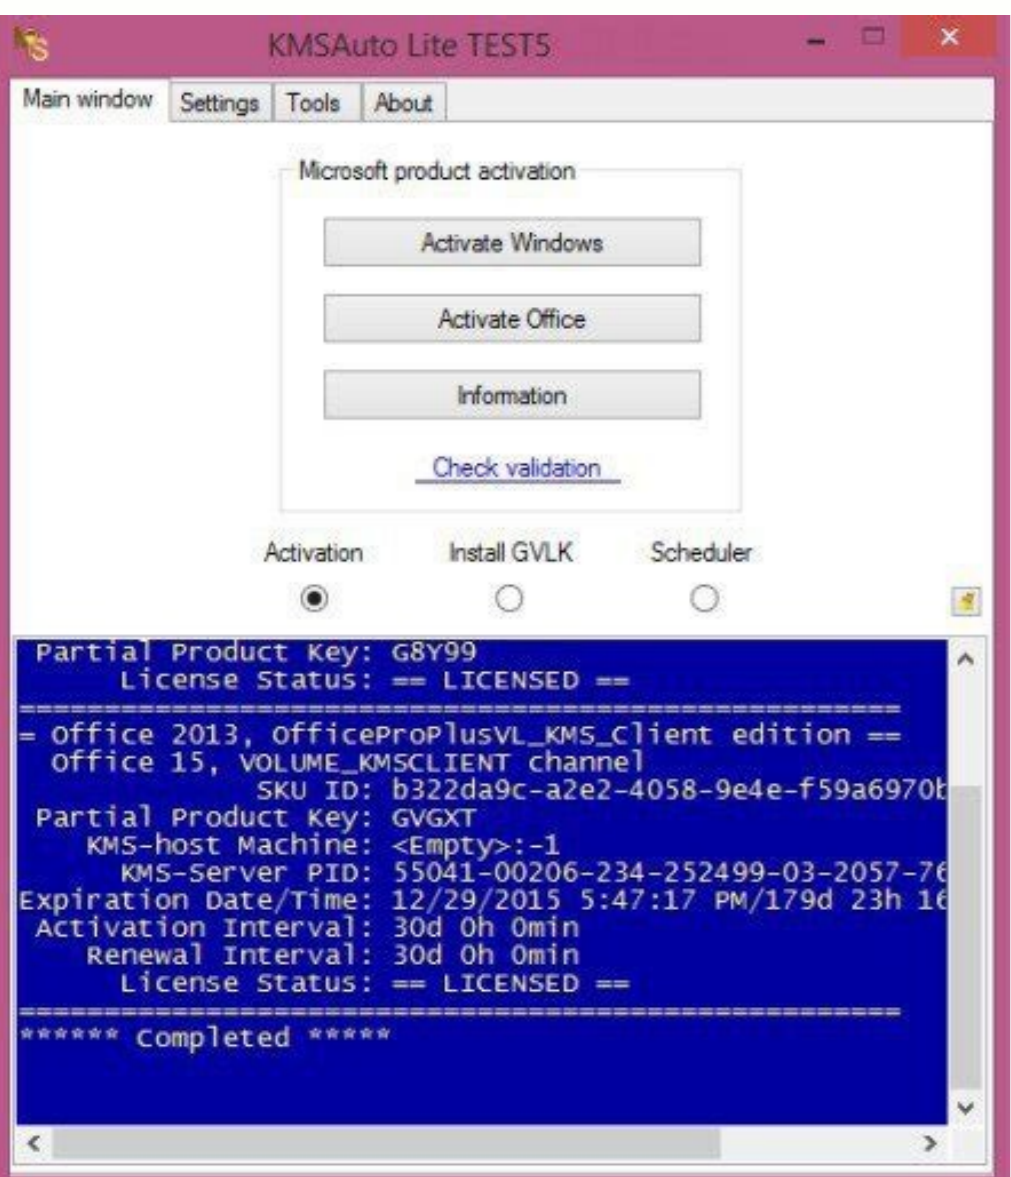 KMSAuto Lite TEST5
Main window Settings Tools About
Microsoft product activation
Activate Windows
Activate Office
Information
Check validation
Activation Install GVLK Scheduler
Partial Product Key: G8Y99
License Status: == LICENSED ==
====================================================
= Office 2013, OfficeProPlusVL_KMS_Client edition ==
Office 15, VOLUME_KMSCLIENT channel
SKU ID: b322da9c-a2e2-4058-9e4e-f59a6970b
Partial Product Key: GVGXT
KMS-host Machine: <Empty>:-1
KMS-Server PID: 55041-00206-234-252499-03-2057-76
Expiration Date/Time: 12/29/2015 5:47:17 PM/179d 23h 16
Activation Interval: 30d 0h 0min
Renewal Interval: 30d 0h 0min
License Status: == LICENSED ==
====================================================
****** Completed *****